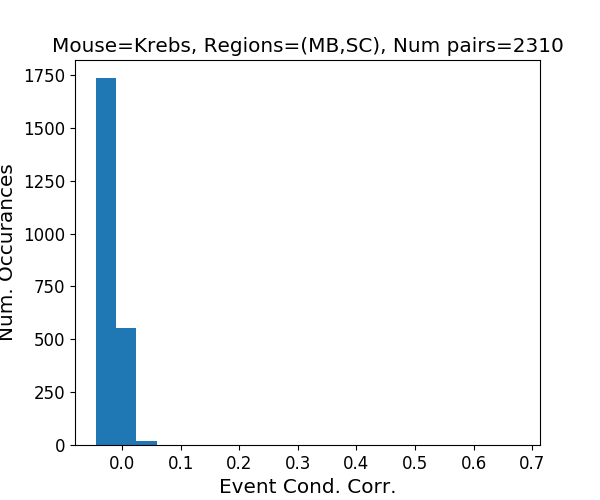 Mouse=Krebs, Regions=(MB,SC), Num pairs=2310
1750
1500
1250
1000
750
500
250
0
Num. Occurances
0.0 0.1 0.2 0.3 0.4 0.5 0.6 0.7
Event Cond. Corr.